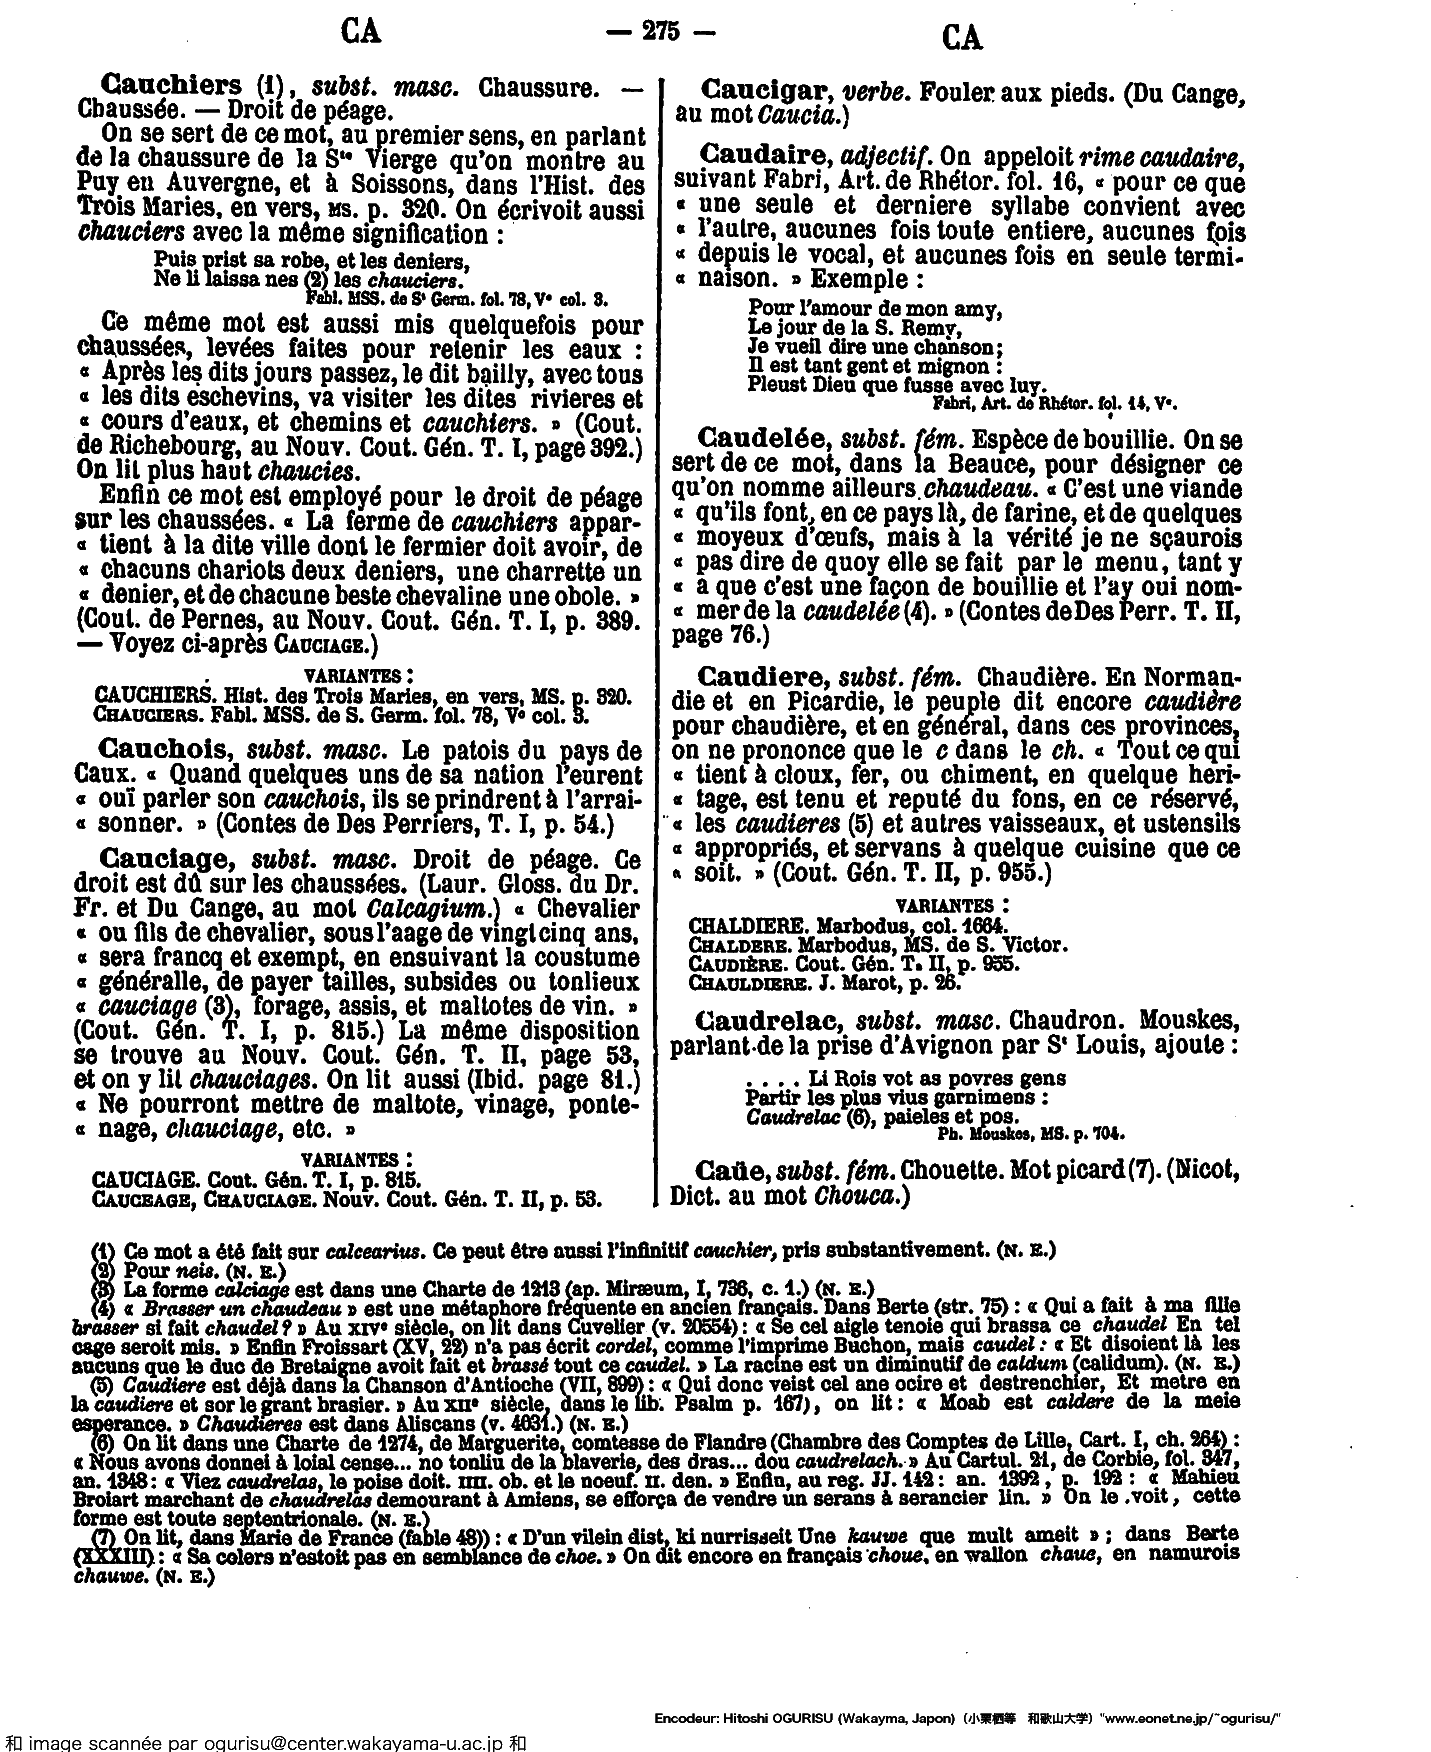 CA
— 275 —
CA
Cauchiers (1), subst. masc. Chaussure. —
Chaussée. — Droit de péage.
On se sert de ce mot, au premier sens, en parlant
de la chaussure de la Ste Vierge qu'on montre au
Puy en Auvergne, et à Soissons, dans l'Hist. des
Trois Maries, en vers, MS. p. 320. On écrivoit aussi
chauciers avec la même signification :
Puis prist sa robe, et les deniers,
Ne li laissa nes (2) les chauciers.
Fabl. MSS. de St Germ. fol. 78, Vo col. 3.
Ce même mot est aussi mis quelquefois pour
chaussées, levées faites pour retenir les eaux :
« Après les dits jours passez, le dit bailly, avec tous
« les dits eschevins, va visiter les dites rivieres et
« cours d'eaux, et chemins et cauchiers. » (Cout.
de Richebourg, au Nouv. Cout. Gén. T. I, page 392.)
On lit plus haut chaucies.
Enfin ce mot est employé pour le droit de péage
sur les chaussées. « La ferme de cauchiers appar-
« tient à la dite ville dont le fermier doit avoir, de
« chacuns chariots deux deniers, une charrette un
« denier, et de chacune beste chevaline une obole. »
(Cout. de Pernes, au Nouv. Cout. Gén. T. I, p. 389.
— Voyez ci-après CAUCIAGE.)
VARIANTES :
CAUCHIERS. Hist. des Trois Maries, en vers, MS. p. 320.
CHAUCIERS. Fabl. MSS. de S. Germ. fol. 78, Vo col. 3.
Cauchois, subst. masc. Le patois du pays de
Caux. « Quand quelques uns de sa nation l'eurent
« ouï parler son cauchois, ils se prindrent à l'arrai-
« sonner. » (Contes de Des Perriers, T. I, p. 54.)
Cauciage, subst. masc. Droit de péage. Ce
droit est dû sur les chaussées. (Laur. Gloss. du Dr.
Fr. et Du Cange, au mot Calcagium.) « Chevalier
« ou fils de chevalier, sous l'aage de vingt cinq ans,
« sera francq et exempt, en ensuivant la coustume
« généralle, de payer tailles, subsides ou tonlieux
« cauciage (3), forage, assis, et maltotes de vin. »
(Cout. Gén. T. I, p. 815.) La même disposition
se trouve au Nouv. Cout. Gén. T. II, page 53,
et on y lit chauciages. On lit aussi (Ibid. page 81.)
« Ne pourront mettre de maltote, vinage, ponte-
« nage, chauciage, etc. »
VARIANTES :
CAUCIAGE. Cout. Gén. T. I, p. 815.
CAUCEAGE, CHAUCIAGE. Nouv. Cout. Gén. T. II, p. 53.
Caucigar, verbe. Fouler aux pieds. (Du Cange,
au mot Caucia.)
Caudaire, adjectif. On appeloit rime caudaire,
suivant Fabri, Art. de Rhétor. fol. 16, « pour ce que
« une seule et derniere syllabe convient avec
« l'autre, aucunes fois toute entiere, aucunes fois
« depuis le vocal, et aucunes fois en seule termi-
« naison. » Exemple :
Pour l'amour de mon amy,
Le jour de la S. Remy,
Je vueil dire une chanson;
Il est tant gent et mignon :
Pleust Dieu que fusse avec luy.
Fabri, Art. de Rhétor. fol. 14, Vo.
Caudelée, subst. fém. Espèce de bouillie. On se
sert de ce mot, dans la Beauce, pour désigner ce
qu'on nomme ailleurs chaudeau. « C'est une viande
« qu'ils font, en ce pays là, de farine, et de quelques
« moyeux d'œufs, mais à la vérité je ne sçaurois
« pas dire de quoy elle se fait par le menu, tant y
« a que c'est une façon de bouillie et l'ay oui nom-
« mer de la caudelée (4). » (Contes de Des Perr. T. II,
page 76.)
Caudiere, subst. fém. Chaudière. En Norman-
die et en Picardie, le peuple dit encore caudière
pour chaudière, et en général, dans ces provinces,
on ne prononce que le c dans le ch. « Tout ce qui
« tient à cloux, fer, ou chiment, en quelque heri-
« tage, est tenu et reputé du fons, en ce réservé,
« les caudieres (5) et autres vaisseaux, et ustensils
« appropriés, et servans à quelque cuisine que ce
« soit. » (Cout. Gén. T. II, p. 955.)
VARIANTES :
CHALDIERE. Marbodus, col. 1664.
CHALDERE. Marbodus, MS. de S. Victor.
CAUDIÈRE. Cout. Gén. T. II, p. 955.
CHAULDIERE. J. Marot, p. 26.
Caudrelac, subst. masc. Chaudron. Mouskes,
parlant de la prise d'Avignon par St Louis, ajoute :
. . . . Li Rois vot as povres gens
Partir les plus vius garnimens :
Caudrelac (6), paieles et pos.
Ph. Mouskes, MS. p. 704.
Caüe, subst. fém. Chouette. Mot picard (7). (Nicot,
Dict. au mot Chouca.)
(1) Ce mot a été fait sur calcearius. Ce peut être aussi l'infinitif cauchier, pris substantivement. (N. E.)
(2) Pour neis. (N. E.)
(3) La forme calciage est dans une Charte de 1213 (ap. Miræum, I, 736, c. 1.) (N. E.)
(4) « Brasser un chaudeau » est une métaphore fréquente en ancien français. Dans Berte (str. 75) : « Qui a fait à ma fille
brasser si fait chaudel ? » Au XIVe siècle, on lit dans Cuvelier (v. 20554) : « Se cel aigle tenoie qui brassa ce chaudel En tel
cage seroit mis. » Enfin Froissart (XV, 22) n'a pas écrit cordel, comme l'imprime Buchon, mais caudel : « Et disoient là les
aucuns que le duc de Bretaigne avoit fait et brassé tout ce caudel. » La racine est un diminutif de caldum (calidum). (N. E.)
(5) Caudiere est déjà dans la Chanson d'Antioche (VII, 899) : « Qui donc veist cel ane ocire et destrenchier, Et metre en
la caudiere et sor le grant brasier. » Au XIIe siècle, dans le lib. Psalm p. 167), on lit : « Moab est caldere de la meie
esperance. » Chaudieres est dans Aliscans (v. 4031.) (N. E.)
(6) On lit dans une Charte de 1274, de Marguerite, comtesse de Flandre (Chambre des Comptes de Lille, Cart. I, ch. 264) :
« Nous avons donnei à loial cense... no tonliu de la blaverie, des dras... dou caudrelach. » Au Cartul. 21, de Corbie, fol. 347,
an. 1348 : « Viez caudrelas, le poise doit. IIII. ob. et le noeuf. II. den. » Enfin, au reg. JJ. 142 : an. 1392, p. 192 : « Mahieu
Broiart marchant de chaudrelas demourant à Amiens, se efforça de vendre un serans à serancier lin. » On le voit, cette
forme est toute septentrionale. (N. E.)
(7) On lit, dans Marie de France (fable 48)) : « D'un vilein dist, ki nurrisseit Une kauwe que mult ameit » ; dans Berte
(XXXIII) : « Sa colers n'estoit pas en semblance de choe. » On dit encore en français choue, en wallon chaue, en namurois
chauwe. (N. E.)
Encodeur: Hitoshi OGURISU (Wakayma, Japon) (小栗栖等 和歌山大学) "www.eonet.ne.jp/~ogurisu/"
和 image scannée par ogurisu@center.wakayama-u.ac.jp 和